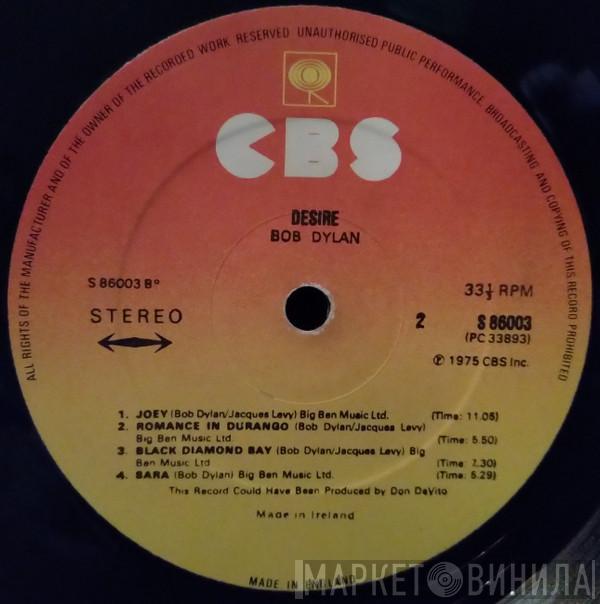 ALL RIGHTS OF THE MANUFACTURER AND OF THE OWNER OF THE RECORDED WORK RESERVED UNAUTHORISED PUBLIC PERFORMANCE, BROADCASTING AND COPYING OF THIS RECORD PROHIBITED
CBS
DESIRE
BOB DYLAN
S 86003 B°
STEREO
33⅓ RPM
2 S 86003
(PC 33893)
℗ 1975 CBS Inc.
1. JOEY (Bob Dylan/Jacques Levy) Big Ben Music Ltd. (Time: 11.05)
2. ROMANCE IN DURANGO (Bob Dylan/Jacques Levy)
Big Ben Music Ltd. (Time: 5.50)
3. BLACK DIAMOND BAY (Bob Dylan/Jacques Levy) Big
Ben Music Ltd (Time: 7.30)
4. SARA (Bob Dylan) Big Ben Music Ltd. (Time: 5.29)
This Record Could Have Been Produced by Don DeVito
Made in Ireland
MADE IN ENGLAND
МАРКЕТ ВИНИЛА